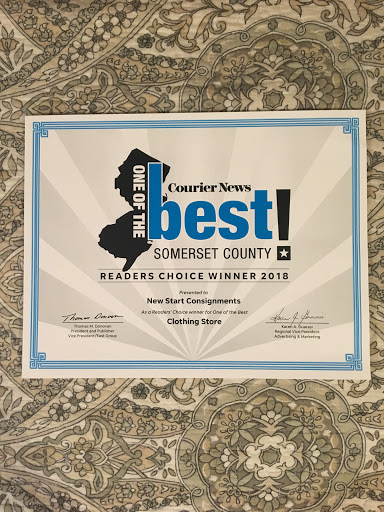 Courier News
ONE OF THE
best!
SOMERSET COUNTY
READERS CHOICE WINNER 2018
Presented to
New Start Consignments
As a Readers' Choice winner for One of the Best
Clothing Store
Thomas M. Donovan
President and Publisher
Vice President/East Group
Karen A. Guarasi
Regional Vice President
Advertising & Marketing